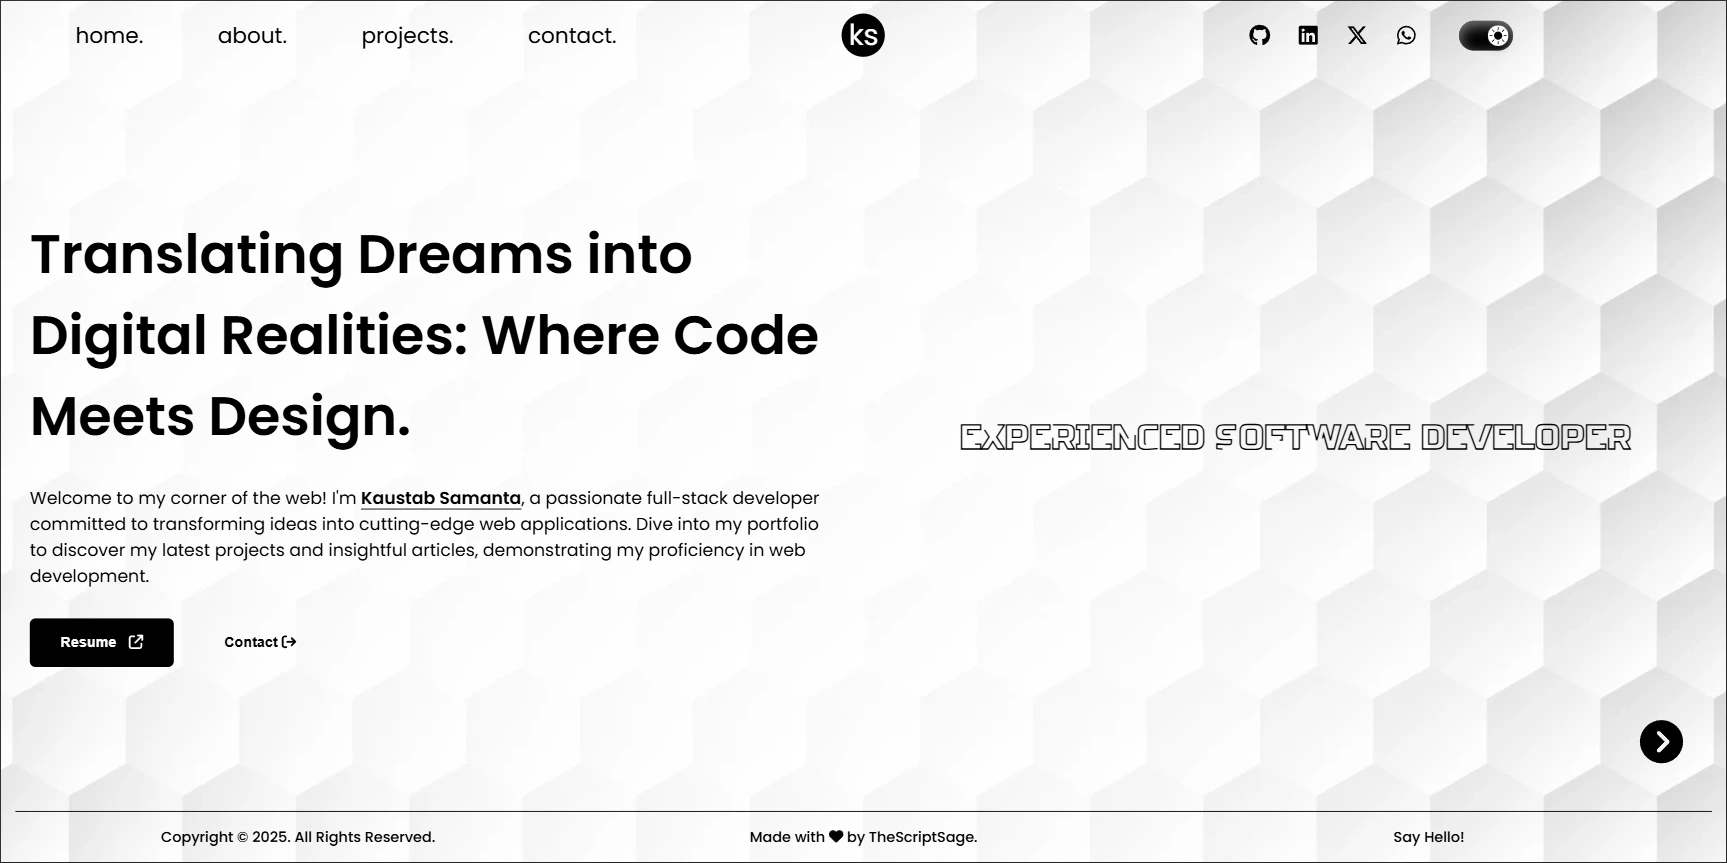 home. about. projects. contact. ks
Translating Dreams into
Digital Realities: Where Code
Meets Design.
EXPERIENCED SOFTWARE DEVELOPER
Welcome to my corner of the web! I'm Kaustab Samanta, a passionate full-stack developer
committed to transforming ideas into cutting-edge web applications. Dive into my portfolio
to discover my latest projects and insightful articles, demonstrating my proficiency in web
development.
Resume Contact
Copyright © 2025. All Rights Reserved. Made with ♥ by TheScriptSage. Say Hello!